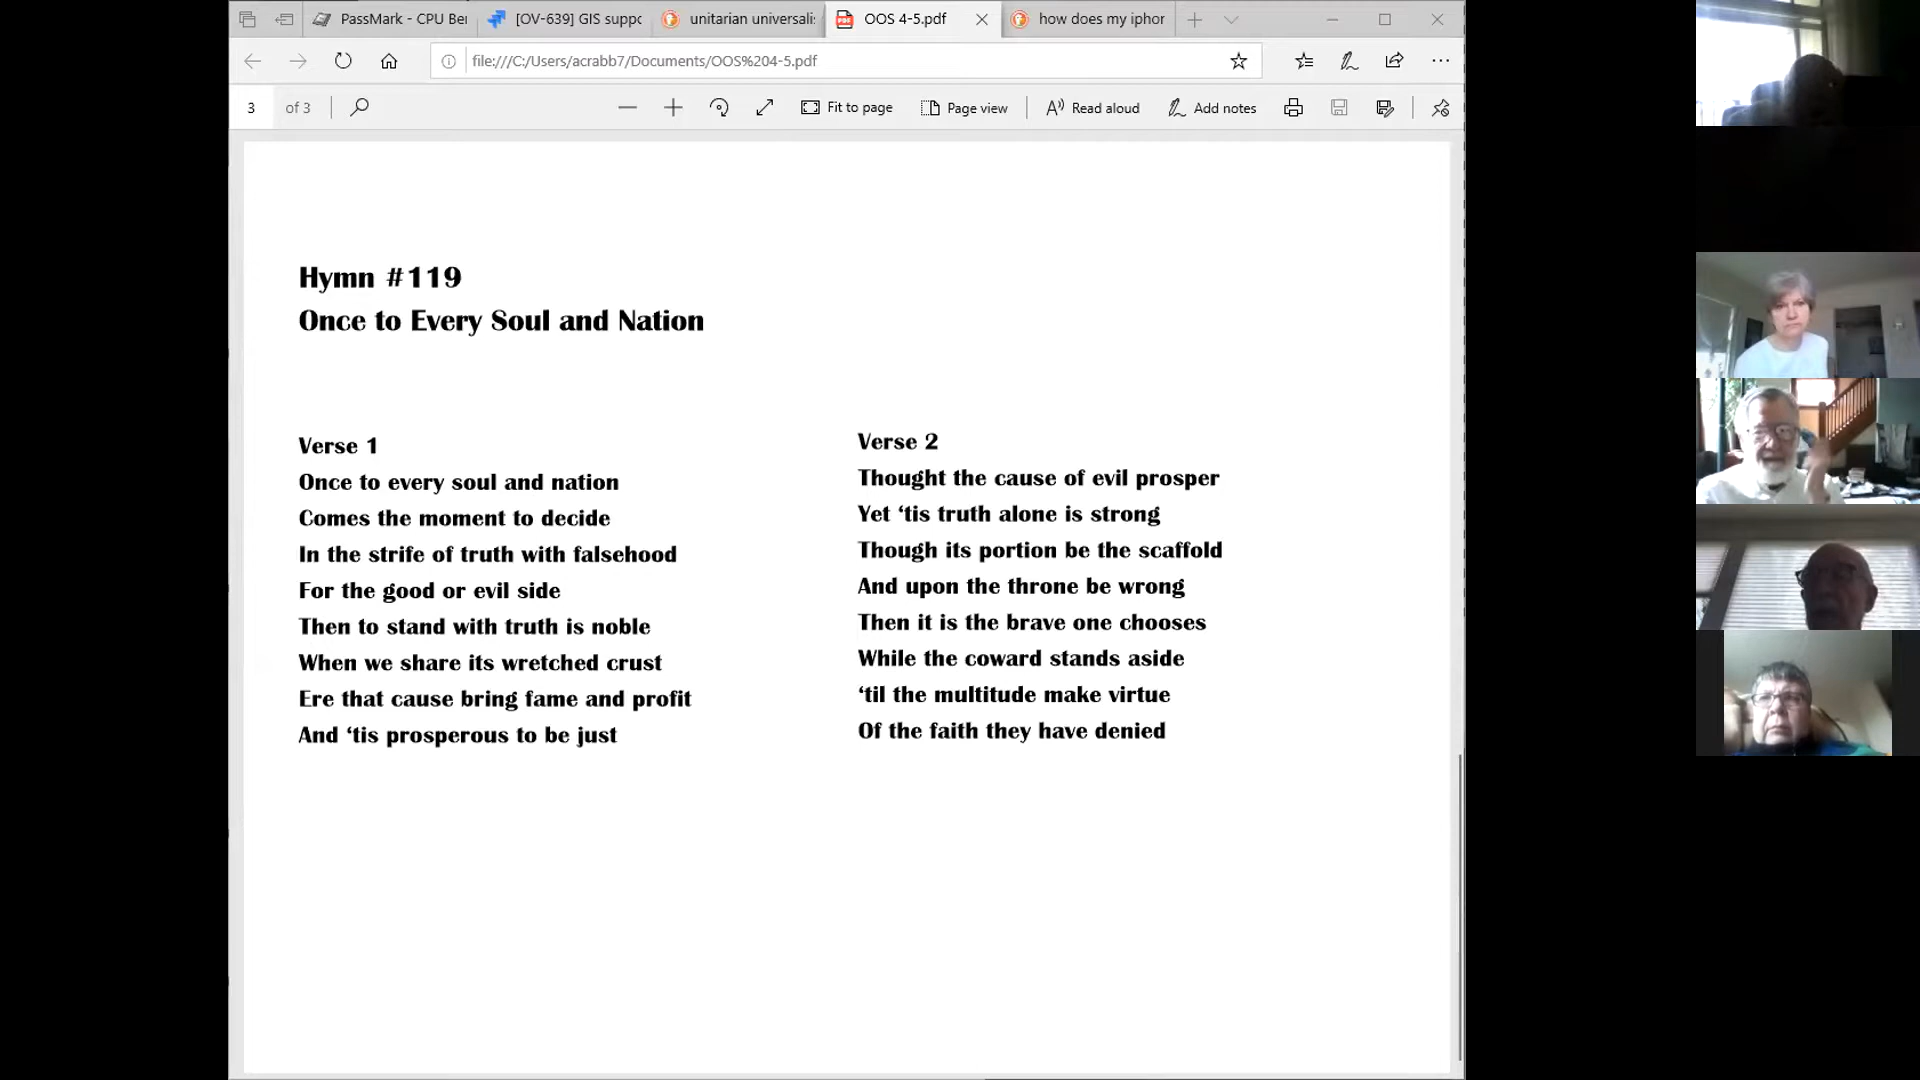 PassMark - CPU Ber
[OV-639] GIS suppo
unitarian universali
OOS 4-5.pdf
how does my iphor
file:///C:/Users/acrabb7/Documents/OOS%204-5.pdf
3 of 3
Fit to page
Page view
Read aloud
Add notes
Hymn #119
Once to Every Soul and Nation
Verse 1
Once to every soul and nation
Comes the moment to decide
In the strife of truth with falsehood
For the good or evil side
Then to stand with truth is noble
When we share its wretched crust
Ere that cause bring fame and profit
And ‘tis prosperous to be just
Verse 2
Thought the cause of evil prosper
Yet ‘tis truth alone is strong
Though its portion be the scaffold
And upon the throne be wrong
Then it is the brave one chooses
While the coward stands aside
‘til the multitude make virtue
Of the faith they have denied